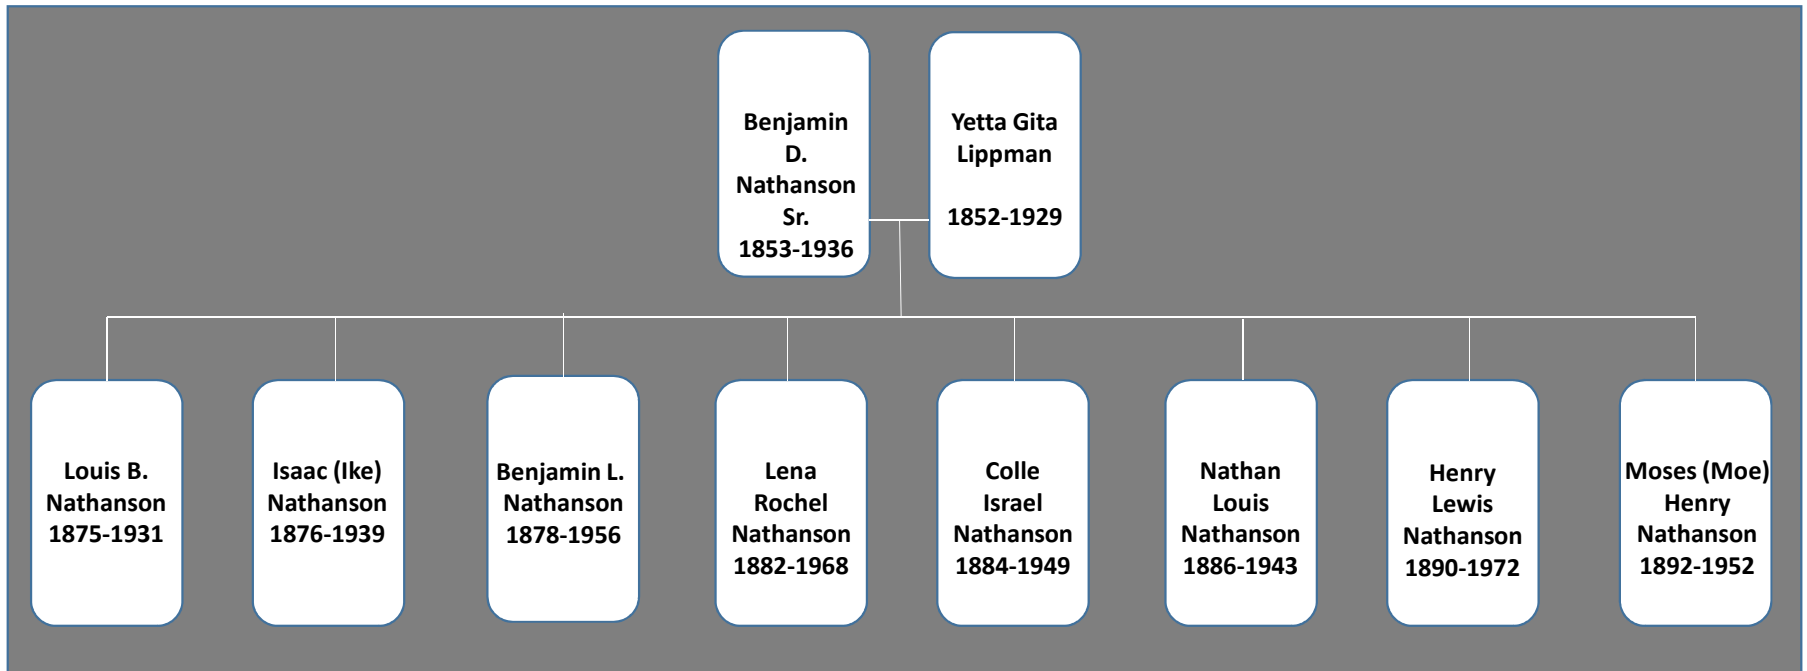 Benjamin
D.
Nathanson
Sr.
1853-1936
Yetta Gita
Lippman
1852-1929
Louis B.
Nathanson
1875-1931
Isaac (Ike)
Nathanson
1876-1939
Benjamin L.
Nathanson
1878-1956
Lena
Rochel
Nathanson
1882-1968
Colle
Israel
Nathanson
1884-1949
Nathan
Louis
Nathanson
1886-1943
Henry
Lewis
Nathanson
1890-1972
Moses (Moe)
Henry
Nathanson
1892-1952